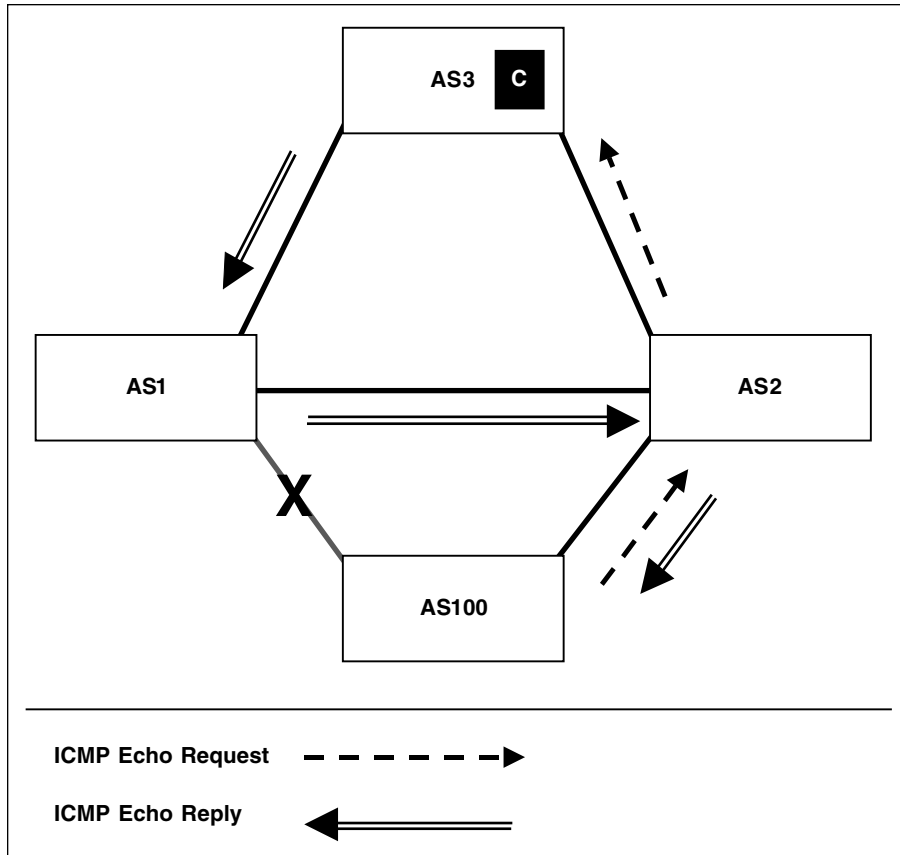 AS3
C
AS1
AS2
X
AS100
ICMP Echo Request
ICMP Echo Reply